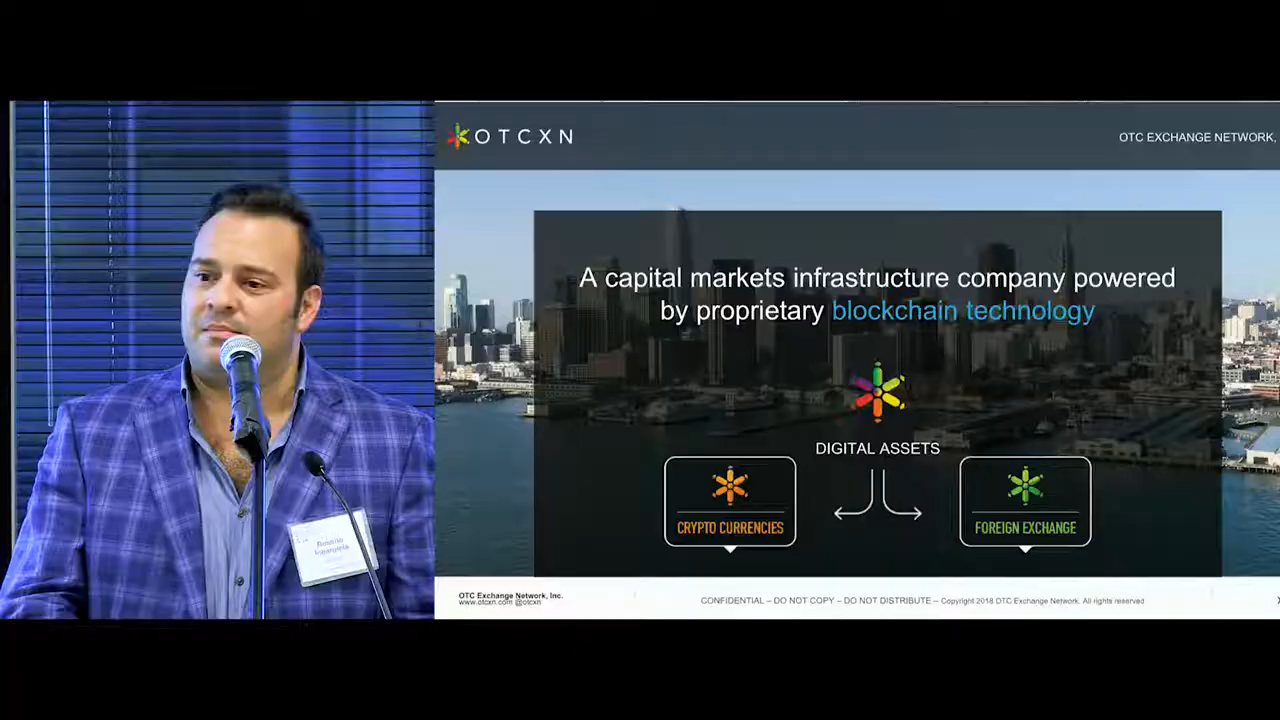 OTCXN
OTC EXCHANGE NETWORK,
A capital markets infrastructure company powered
by proprietary blockchain technology
DIGITAL ASSETS
CRYPTO CURRENCIES
FOREIGN EXCHANGE
OTC Exchange Network, Inc.
www.otcxn.com @otcxn
CONFIDENTIAL – DO NOT COPY – DO NOT DISTRIBUTE – Copyright 2018 OTC Exchange Network. All rights reserved